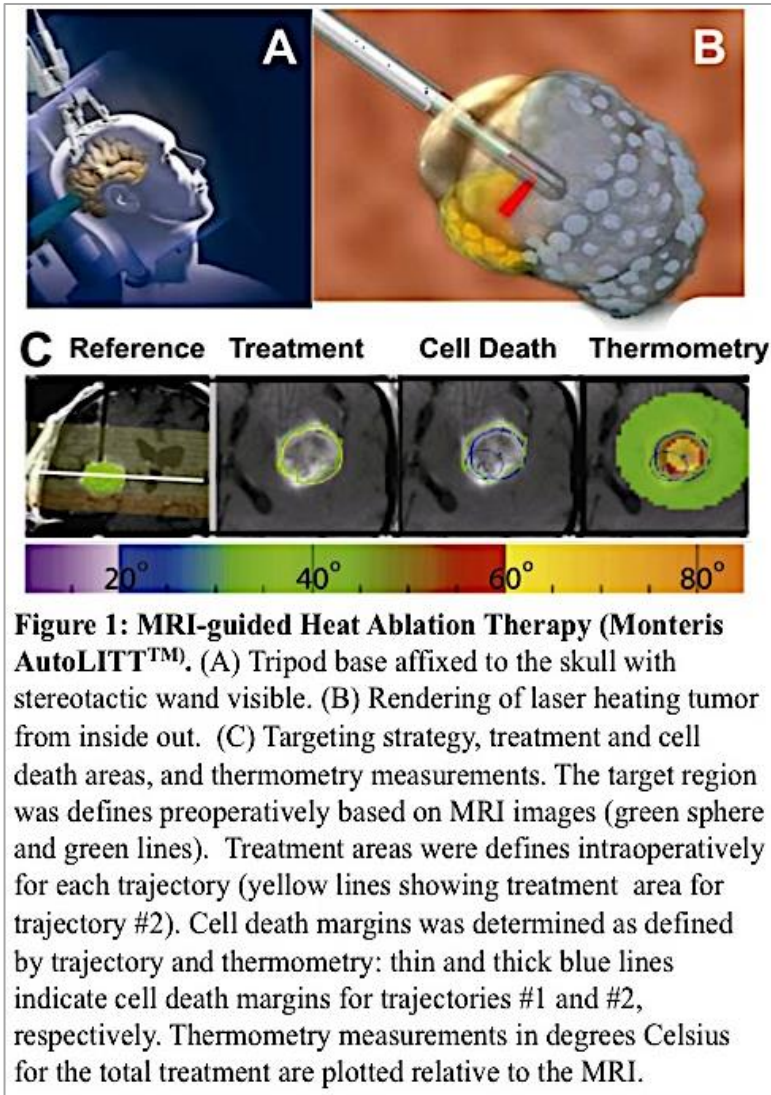 A
B
C Reference Treatment Cell Death Thermometry
20° 40° 60° 80°
Figure 1: MRI-guided Heat Ablation Therapy (Monteris
AutoLITT™). (A) Tripod base affixed to the skull with
stereotactic wand visible. (B) Rendering of laser heating tumor
from inside out. (C) Targeting strategy, treatment and cell
death areas, and thermometry measurements. The target region
was defines preoperatively based on MRI images (green sphere
and green lines). Treatment areas were defines intraoperatively
for each trajectory (yellow lines showing treatment area for
trajectory #2). Cell death margins was determined as defined
by trajectory and thermometry: thin and thick blue lines
indicate cell death margins for trajectories #1 and #2,
respectively. Thermometry measurements in degrees Celsius
for the total treatment are plotted relative to the MRI.